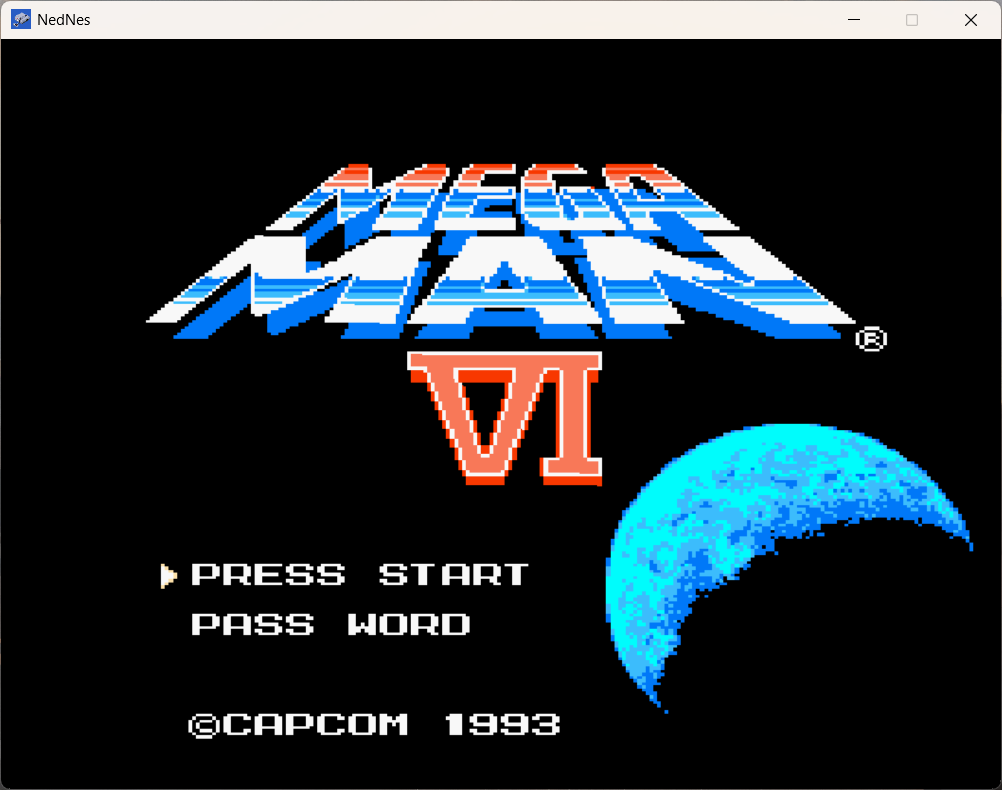 NedNes
MEGA
MAN
®
VI
PRESS START
PASS WORD
©CAPCOM 1993